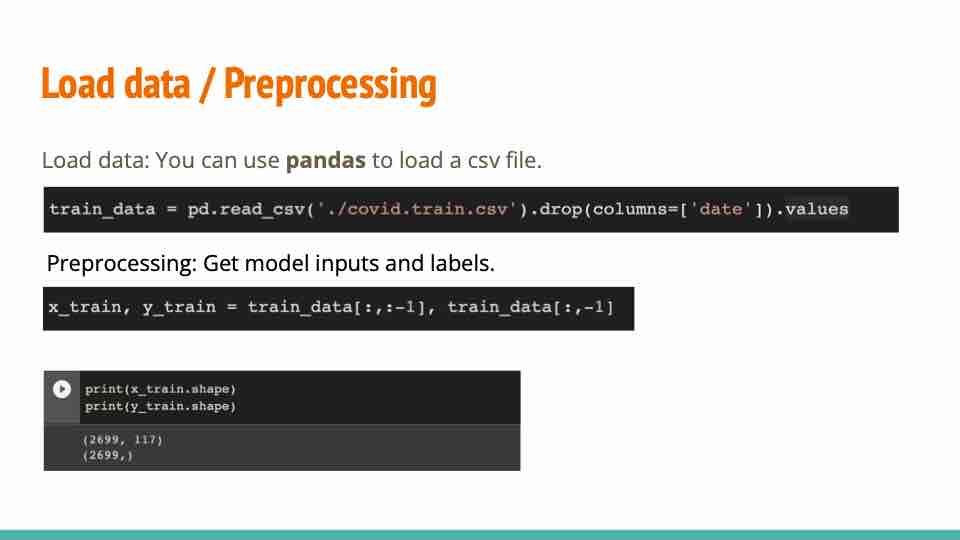 Load data / Preprocessing
Load data: You can use pandas to load a csv file.
train_data = pd.read_csv('./covid.train.csv').drop(columns=['date']).values
Preprocessing: Get model inputs and labels.
x_train, y_train = train_data[:,:-1], train_data[:,-1]
print(x_train.shape)
print(y_train.shape)
(2699, 117)
(2699,)